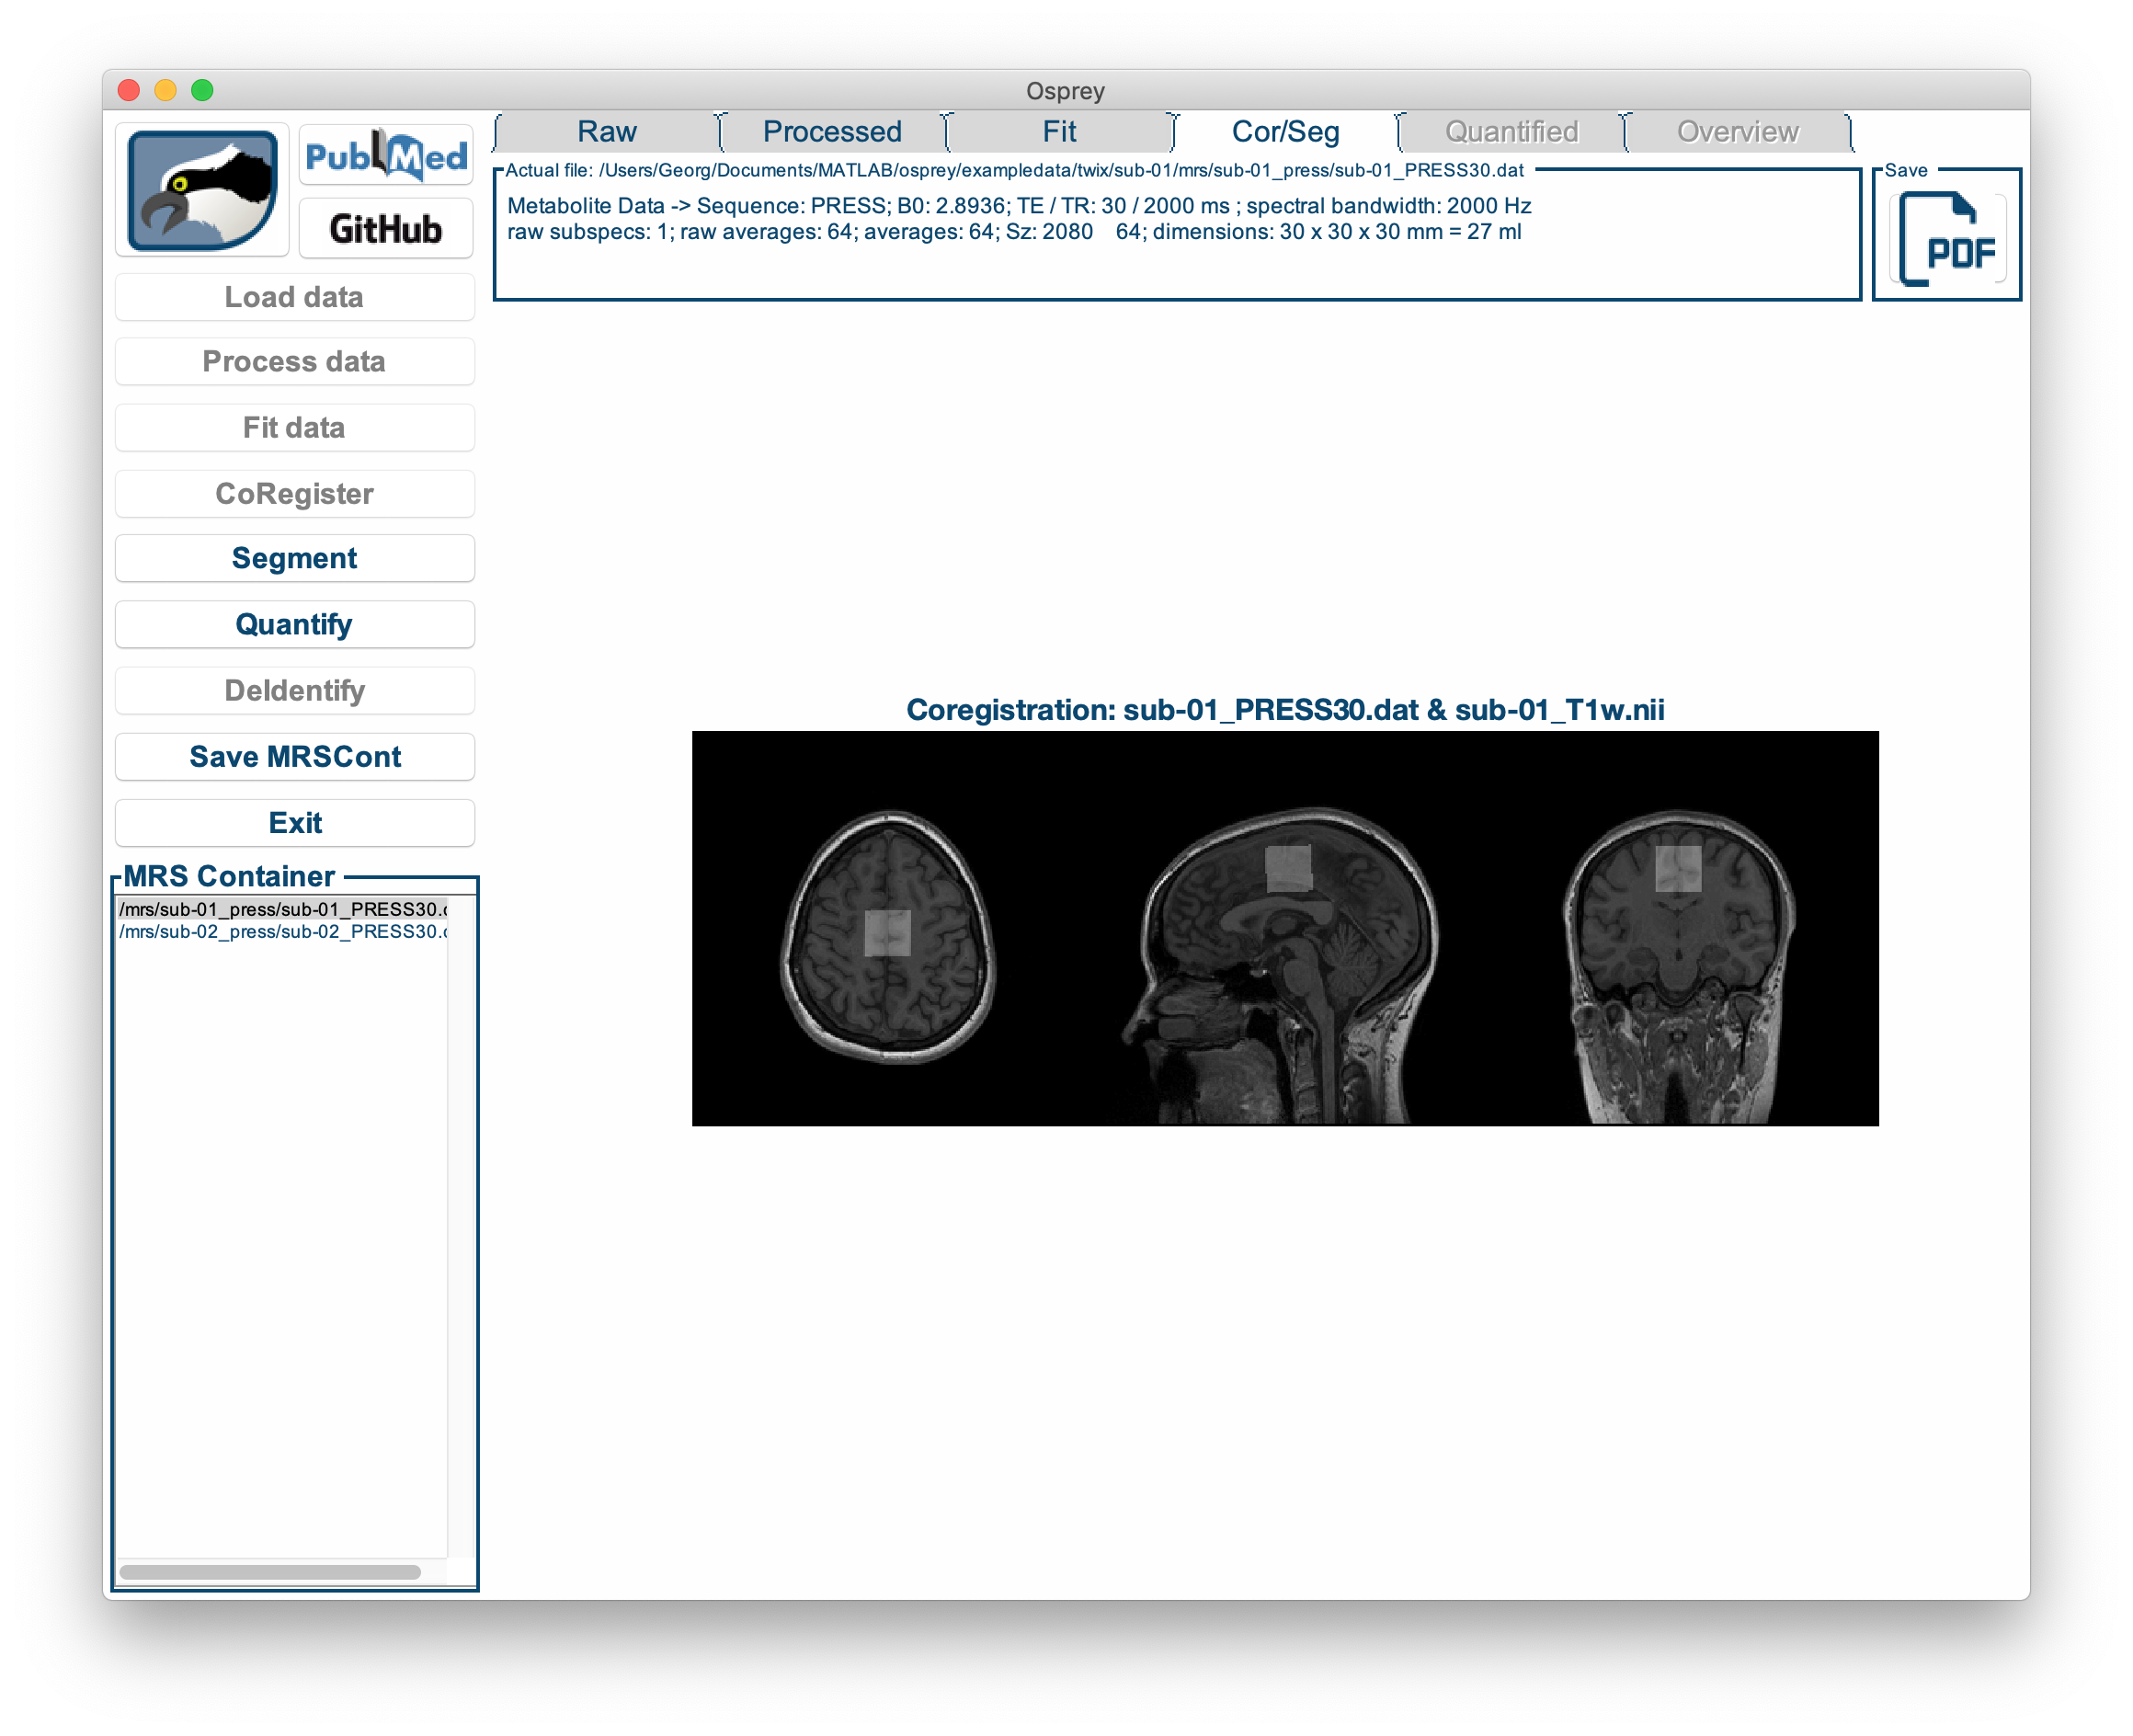 Osprey
PubMed
GitHub
Load data
Process data
Fit data
CoRegister
Segment
Quantify
DeIdentify
Save MRSCont
Exit
MRS Container
/mrs/sub-01_press/sub-01_PRESS30.
/mrs/sub-02_press/sub-02_PRESS30.
Raw
Processed
Fit
Cor/Seg
Quantified
Overview
Actual file: /Users/Georg/Documents/MATLAB/osprey/exampledata/twix/sub-01/mrs/sub-01_press/sub-01_PRESS30.dat
Metabolite Data -> Sequence: PRESS; B0: 2.8936; TE / TR: 30 / 2000 ms ; spectral bandwidth: 2000 Hz
raw subspecs: 1; raw averages: 64; averages: 64; Sz: 2080    64; dimensions: 30 x 30 x 30 mm = 27 ml
Save
PDF
Coregistration: sub-01_PRESS30.dat & sub-01_T1w.nii